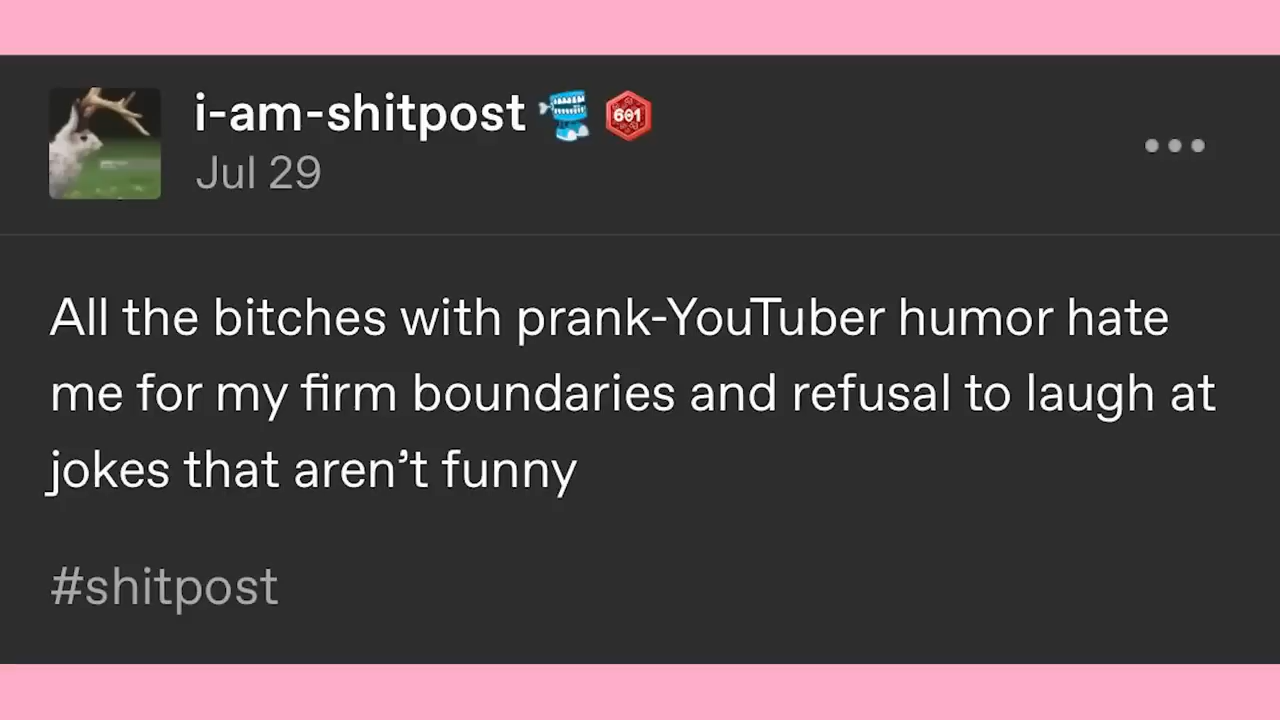 i-am-shitpost
601
Jul 29
All the bitches with prank-YouTuber humor hate
me for my firm boundaries and refusal to laugh at
jokes that aren’t funny
#shitpost